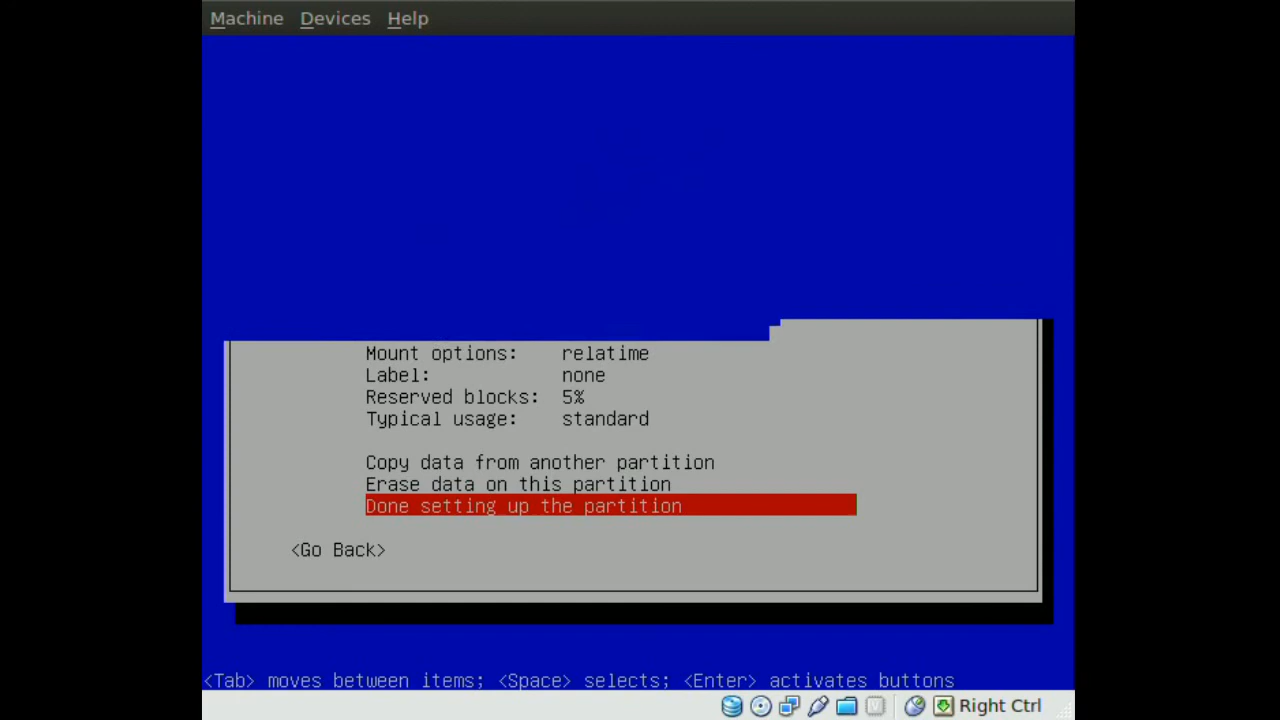 Machine Devices Help
Mount options: relatime
Label: none
Reserved blocks: 5%
Typical usage: standard
Copy data from another partition
Erase data on this partition
Done setting up the partition
<Go Back>
<Tab> moves between items; <Space> selects; <Enter> activates buttons
Right Ctrl